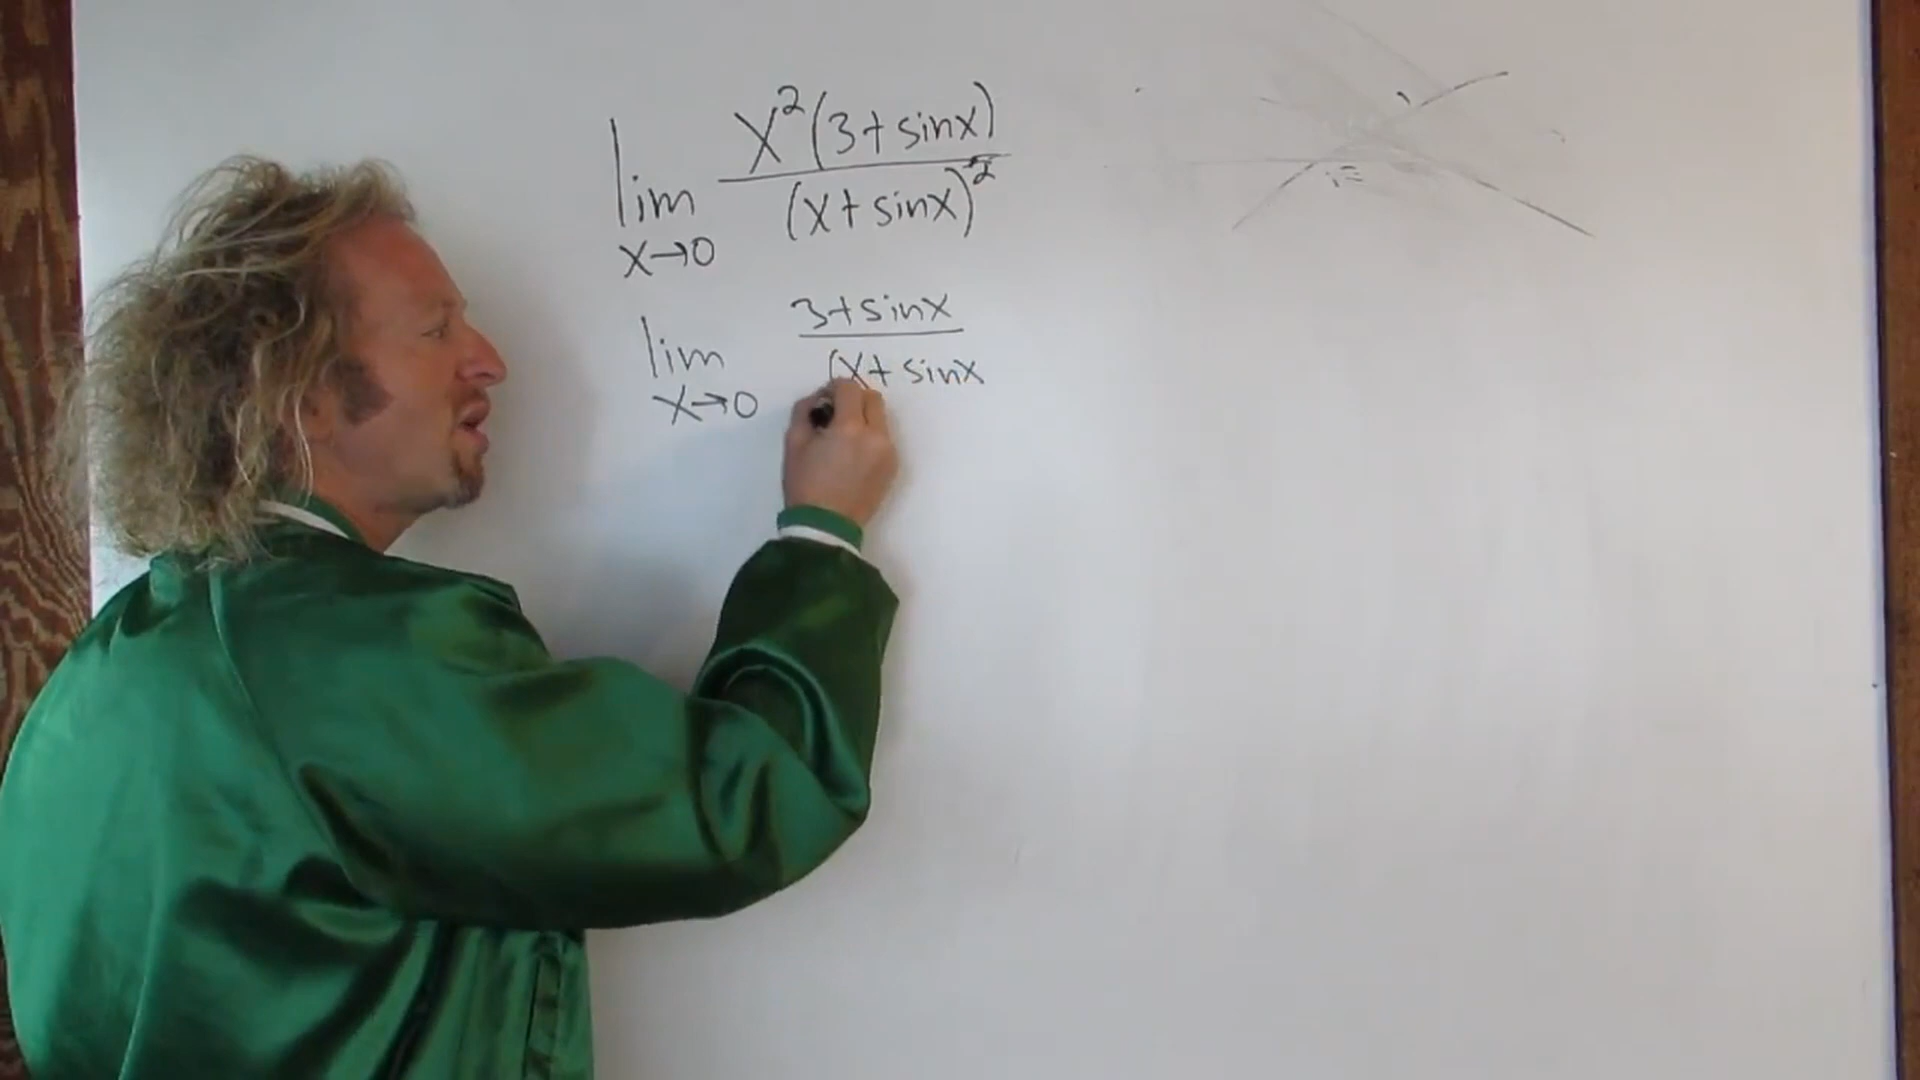 lim x→0 x²(3+sinx) / (x+sinx)²
lim x→0 3+sinx / (x+sinx